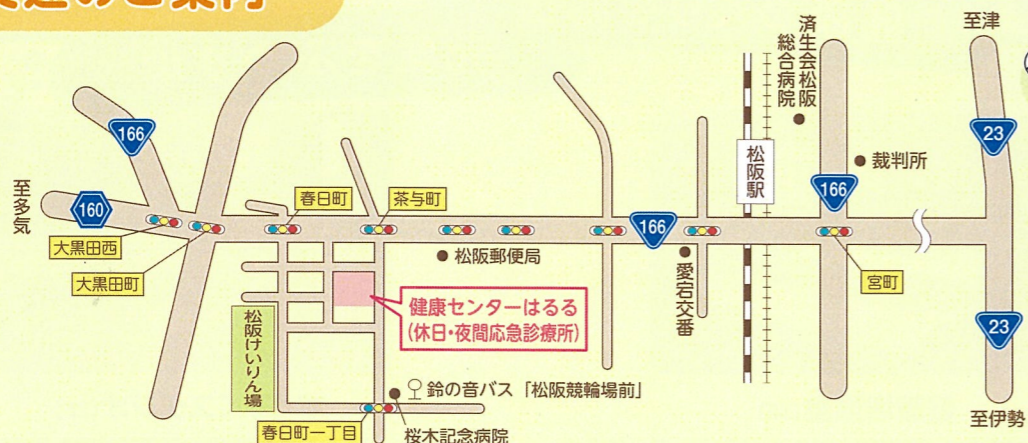 のご案内
至津
済生会松阪
総合病院
166
23
松阪駅
裁判所
至多気
160
春日町
茶与町
166
166
大黒田西
大黒田町
松阪郵便局
愛宕交番
宮町
健康センターはるる
(休日・夜間応急診療所)
松阪けいりん場
23
鈴の音バス「松阪競輪場前」
春日町一丁目
桜木記念病院
至伊勢